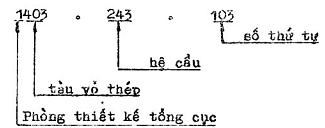 1403 . 243 . 103
số thứ tự
hệ cẩu
tàu vỏ thép
Phòng thiết kế tổng cục